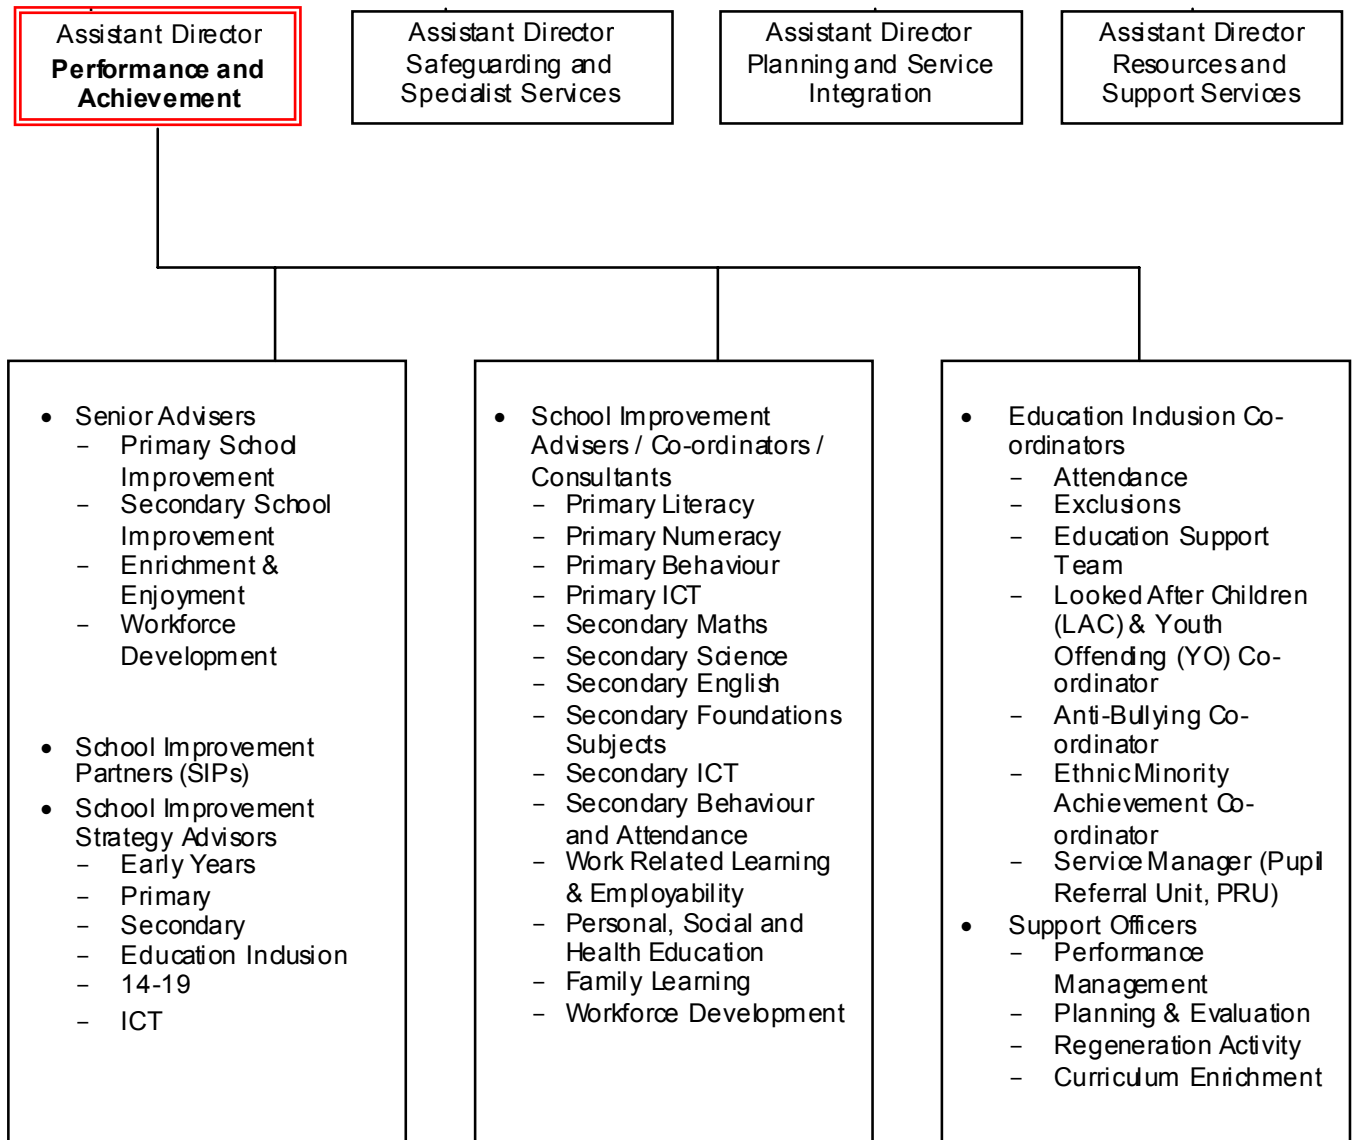 Assistant Director
Performance and
Achievement
Assistant Director
Safeguarding and
Specialist Services
Assistant Director
Planning and Service
Integration
Assistant Director
Resources and
Support Services
• Senior Advisers
– Primary School
Improvement
– Secondary School
Improvement
– Enrichment &
Enjoyment
– Workforce
Development
• School Improvement
Partners (SIPs)
• School Improvement
Strategy Advisors
– Early Years
– Primary
– Secondary
– Education Inclusion
– 14-19
– ICT
• School Improvement
Advisers / Co-ordinators /
Consultants
– Primary Literacy
– Primary Numeracy
– Primary Behaviour
– Primary ICT
– Secondary Maths
– Secondary Science
– Secondary English
– Secondary Foundations
Subjects
– Secondary ICT
– Secondary Behaviour
and Attendance
– Work Related Learning
& Employability
– Personal, Social and
Health Education
– Family Learning
– Workforce Development
• Education Inclusion Co-
ordinators
– Attendance
– Exclusions
– Education Support
Team
– Looked After Children
(LAC) & Youth
Offending (YO) Co-
ordinator
– Anti-Bullying Co-
ordinator
– Ethnic Minority
Achievement Co-
ordinator
– Service Manager (Pupil
Referral Unit, PRU)
• Support Officers
– Performance
Management
– Planning & Evaluation
– Regeneration Activity
– Curriculum Enrichment